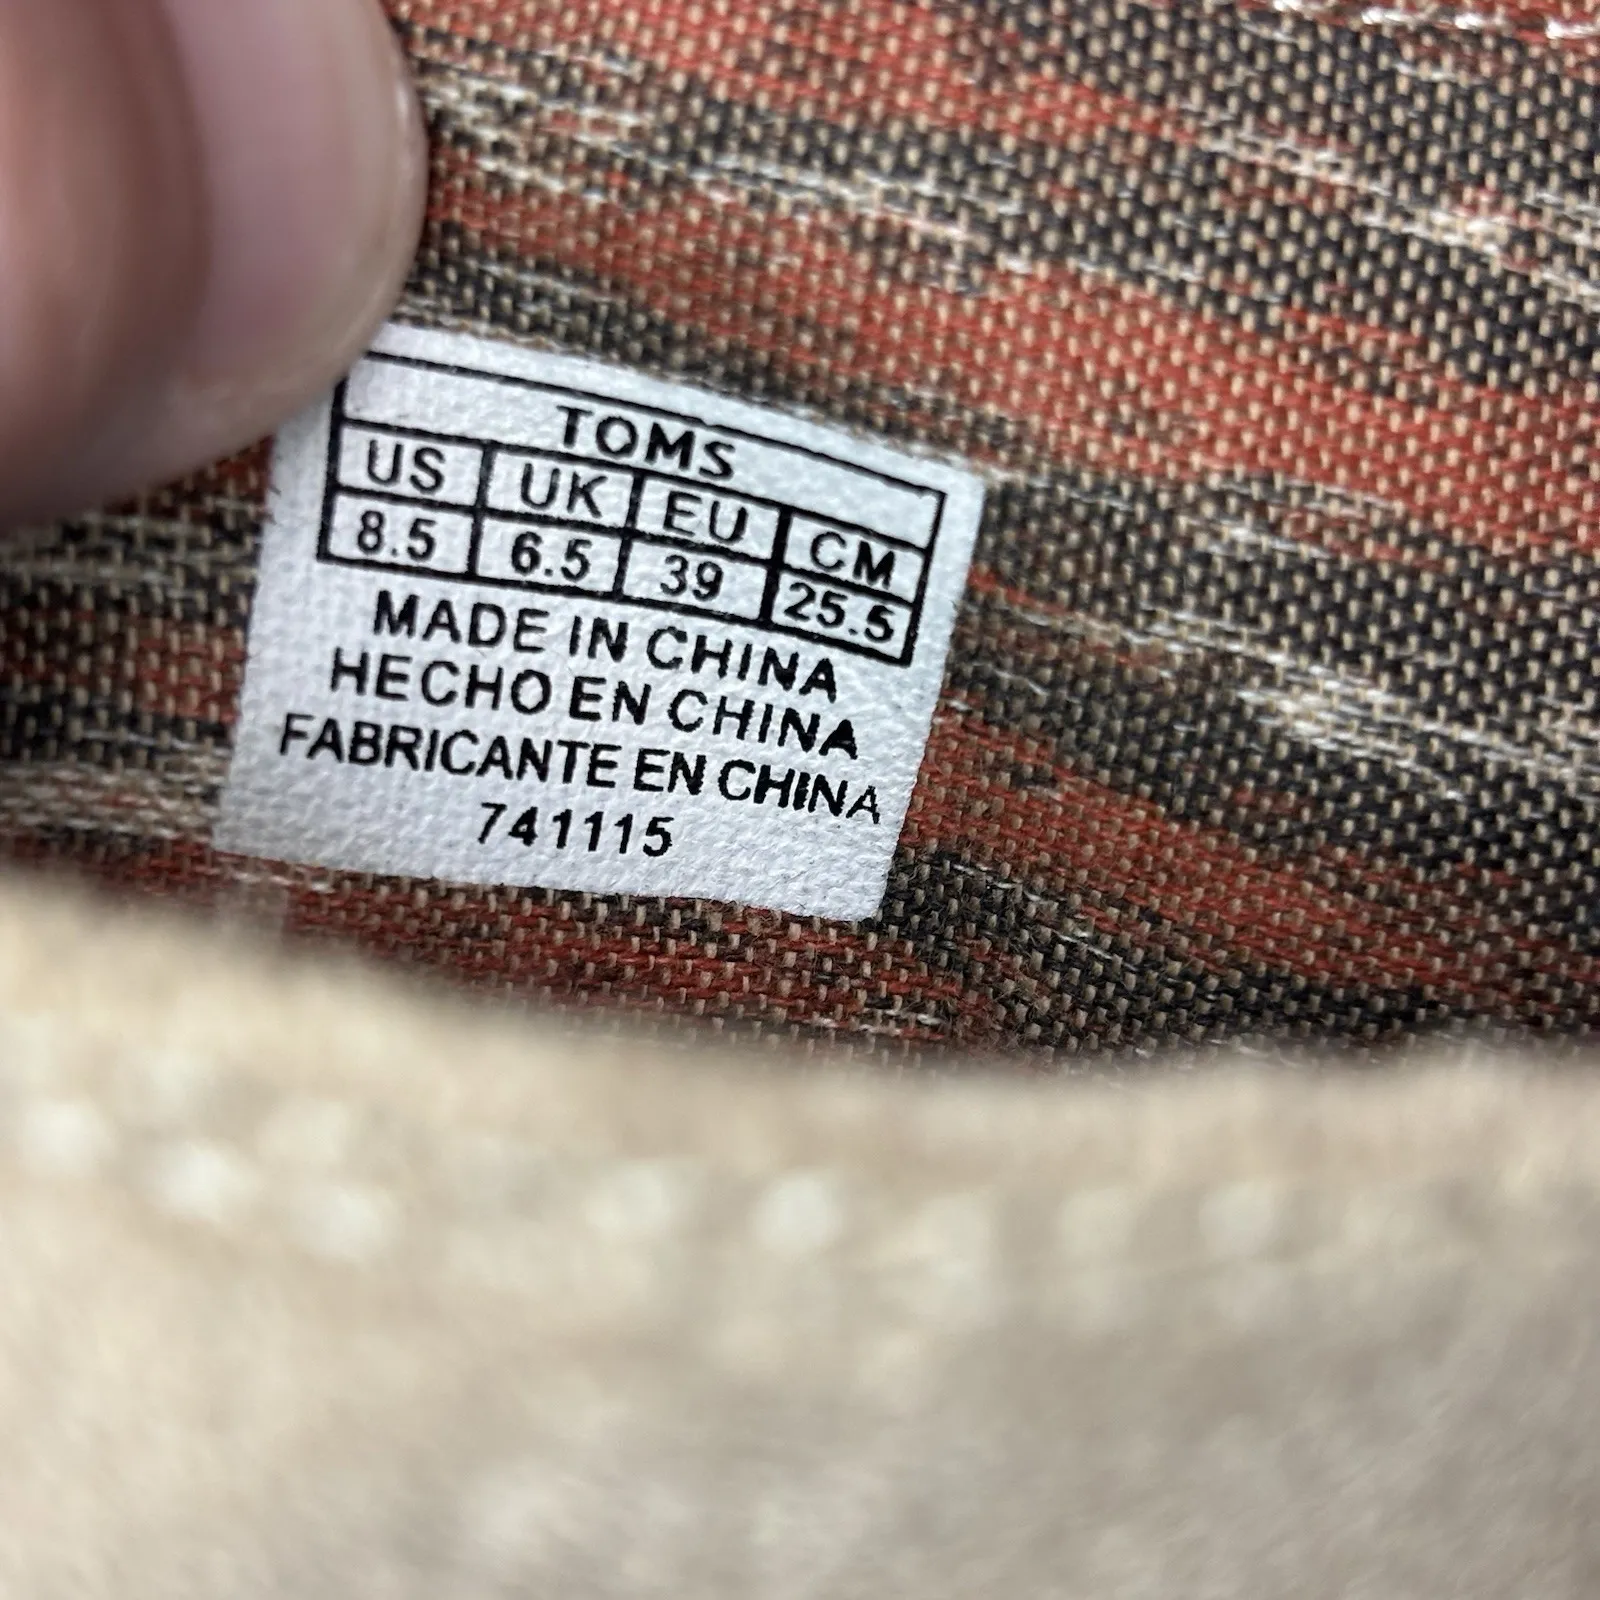 TOMS
US UK EU CM
8.5 6.5 39 25.5
MADE IN CHINA
HECHO EN CHINA
FABRICANTE EN CHINA
741115